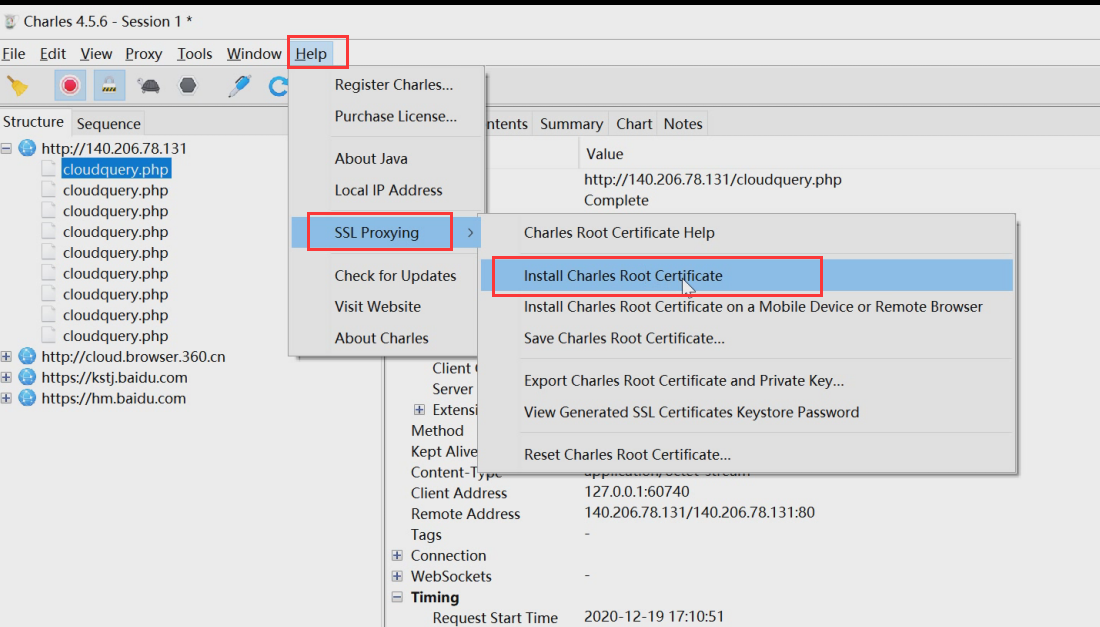 Charles 4.5.6 - Session 1 *
File Edit View Proxy Tools Window Help
Register Charles...
Purchase License...
About Java
Local IP Address
SSL Proxying >
Check for Updates
Visit Website
About Charles
Charles Root Certificate Help
Install Charles Root Certificate
Install Charles Root Certificate on a Mobile Device or Remote Browser
Save Charles Root Certificate...
Export Charles Root Certificate and Private Key...
View Generated SSL Certificates Keystore Password
Reset Charles Root Certificate...
Structure Sequence
http://140.206.78.131
cloudquery.php
cloudquery.php
cloudquery.php
cloudquery.php
cloudquery.php
cloudquery.php
cloudquery.php
cloudquery.php
cloudquery.php
http://cloud.browser.360.cn
https://kstj.baidu.com
https://hm.baidu.com
ntents Summary Chart Notes
Value
http://140.206.78.131/cloudquery.php
Complete
Client
Server
Extensi
Method
Kept Alive
Content-Type application/octet-stream
Client Address 127.0.0.1:60740
Remote Address 140.206.78.131/140.206.78.131:80
Tags -
Connection
WebSockets -
Timing
Request Start Time 2020-12-19 17:10:51